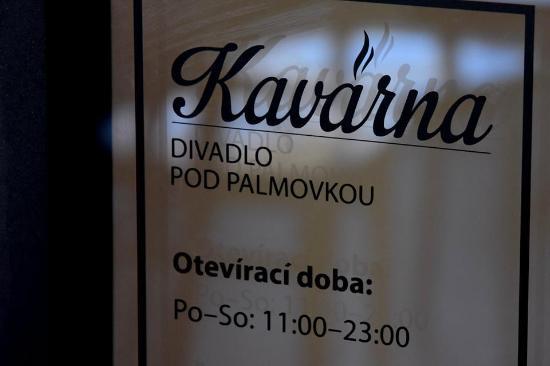 Kavárna
DIVADLO
POD PALMOVKOU
Otevírací doba:
Po–So: 11:00–23:00